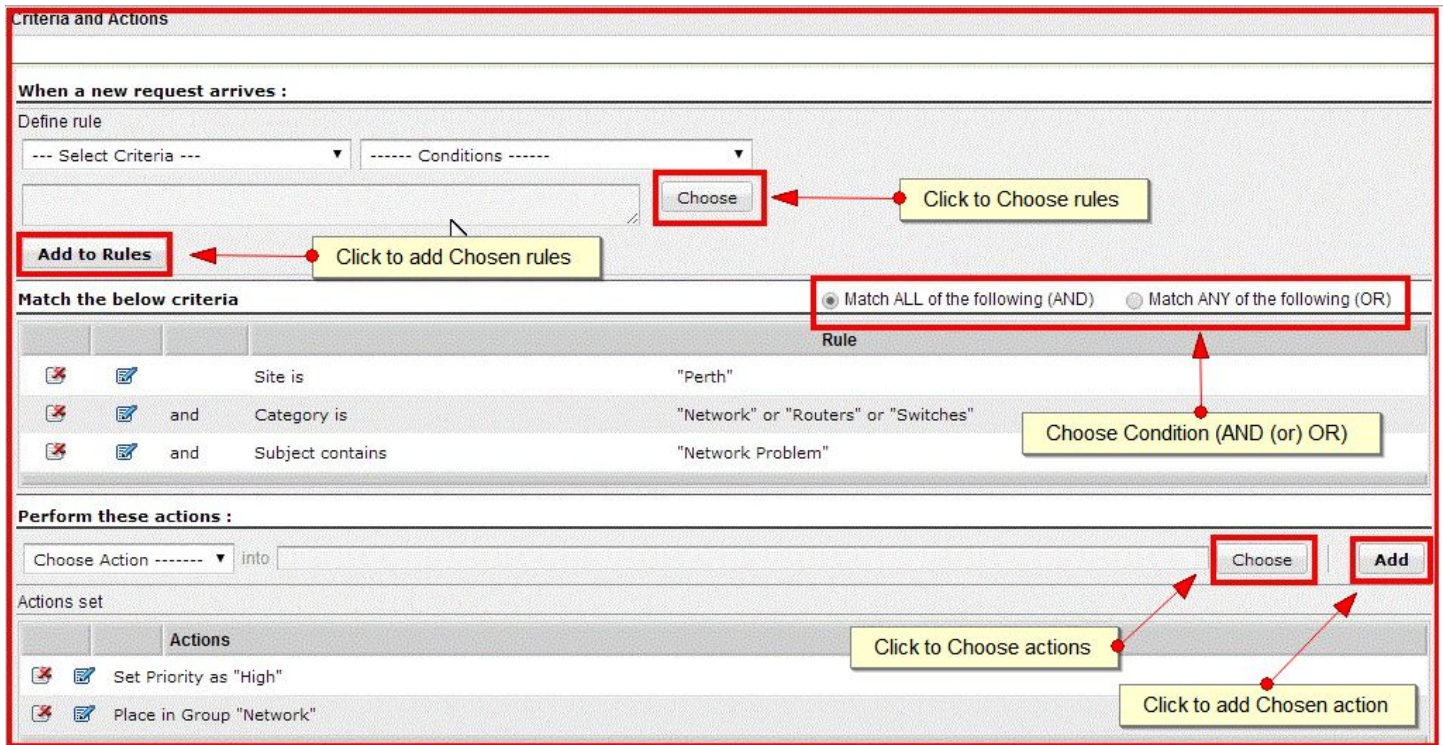 Criteria and Actions
When a new request arrives :
Define rule
--- Select Criteria --- ------ Conditions ------
Choose Click to Choose rules
Add to Rules Click to add Chosen rules
Match the below criteria Match ALL of the following (AND) Match ANY of the following (OR)
Rule
Site is "Perth"
and Category is "Network" or "Routers" or "Switches"
Choose Condition (AND (or) OR)
and Subject contains "Network Problem"
Perform these actions :
Choose Action ------- into Choose Add
Actions set
Actions
Click to Choose actions
Set Priority as "High"
Click to add Chosen action
Place in Group "Network"